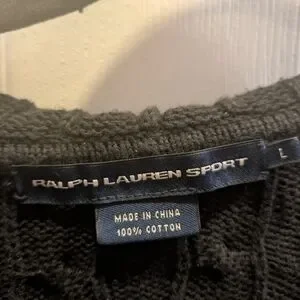 RALPH LAUREN SPORT
L
MADE IN CHINA
100% COTTON